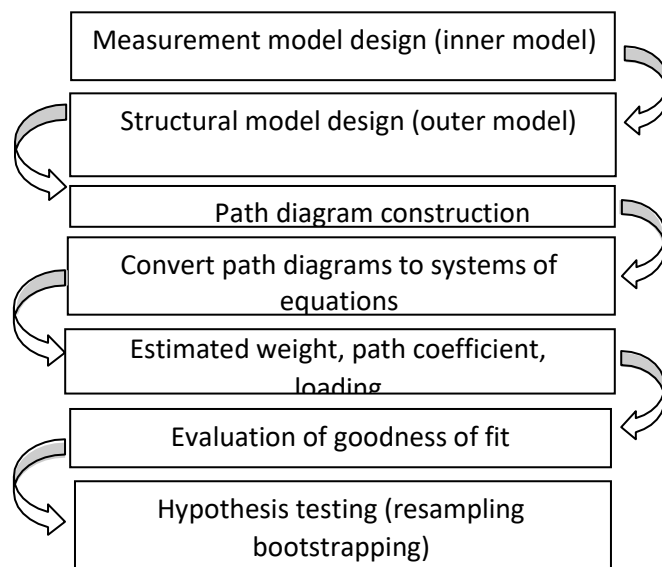 Measurement model design (inner model)
Structural model design (outer model)
Path diagram construction
Convert path diagrams to systems of
equations
Estimated weight, path coefficient,
loading
Evaluation of goodness of fit
Hypothesis testing (resampling
bootstrapping)